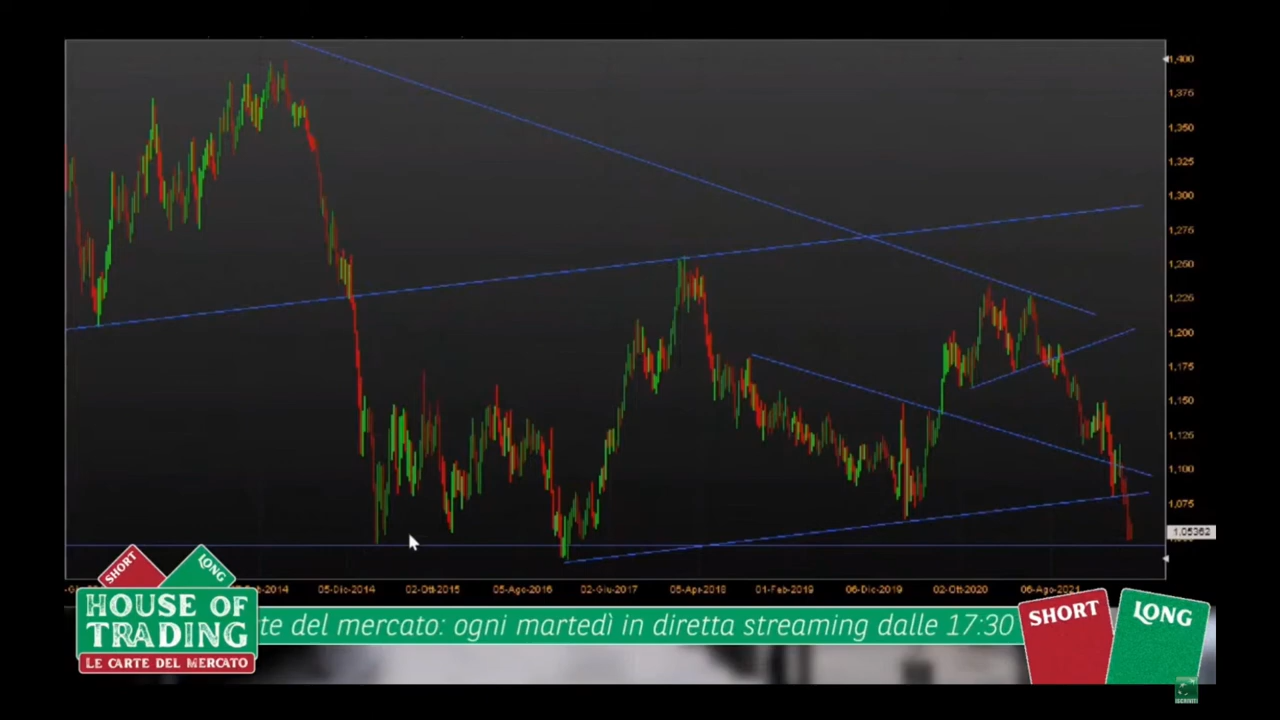 1,400
1,375
1,350
1,325
1,300
1,275
1,250
1,225
1,200
1,175
1,150
1,125
1,100
1,075
1,05362
2014 05-Dic-2014 02-Ott-2015 05-Ago-2016 02-Giu-2017 05-Apr-2018 01-Feb-2019 06-Dic-2019 02-Ott-2020 06-Ago-2021
SHORT
LONG
HOUSE OF
TRADING
LE CARTE DEL MERCATO
te del mercato: ogni martedì in diretta streaming dalle 17:30
SHORT
LONG
ISCRIVITI